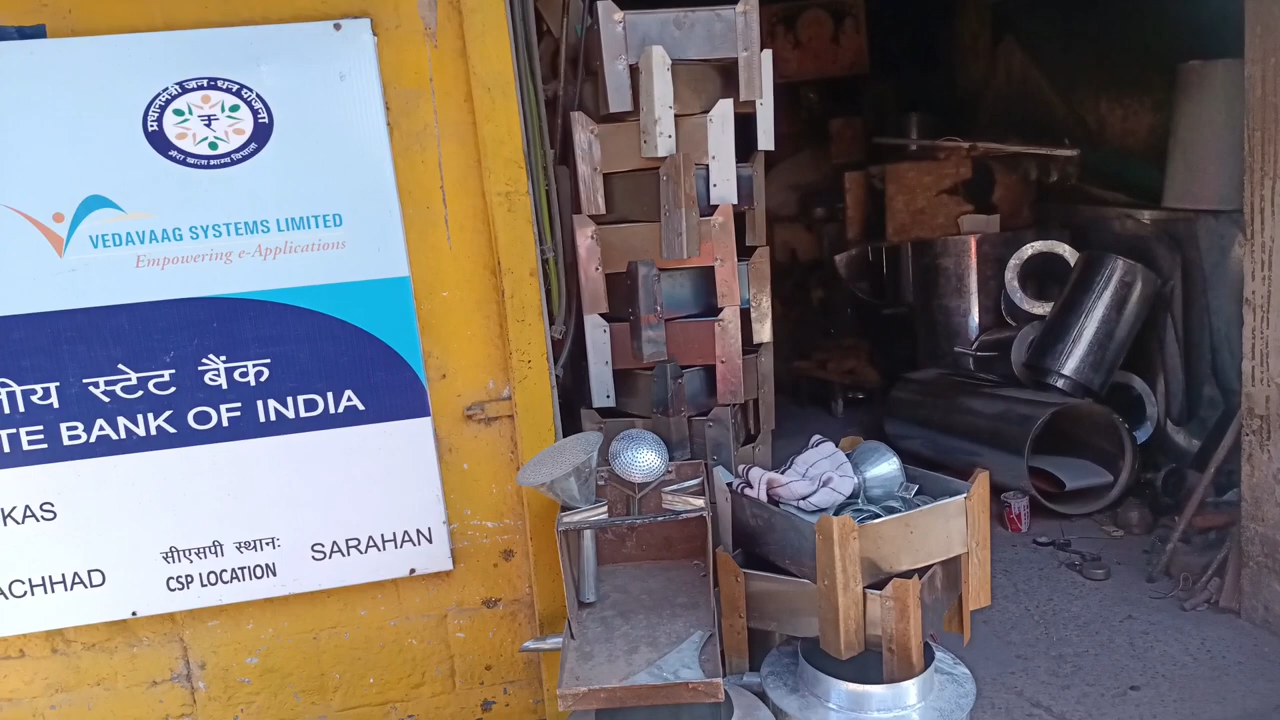 प्रधानमंत्री जन-धन योजना
मेरा खाता भाग्य विधाता
VEDAVAAG SYSTEMS LIMITED
Empowering e-Applications
ीय स्टेट बैंक
TE BANK OF INDIA
KAS
सीएसपी स्थानः
SARAHAN
ACHHAD
CSP LOCATION